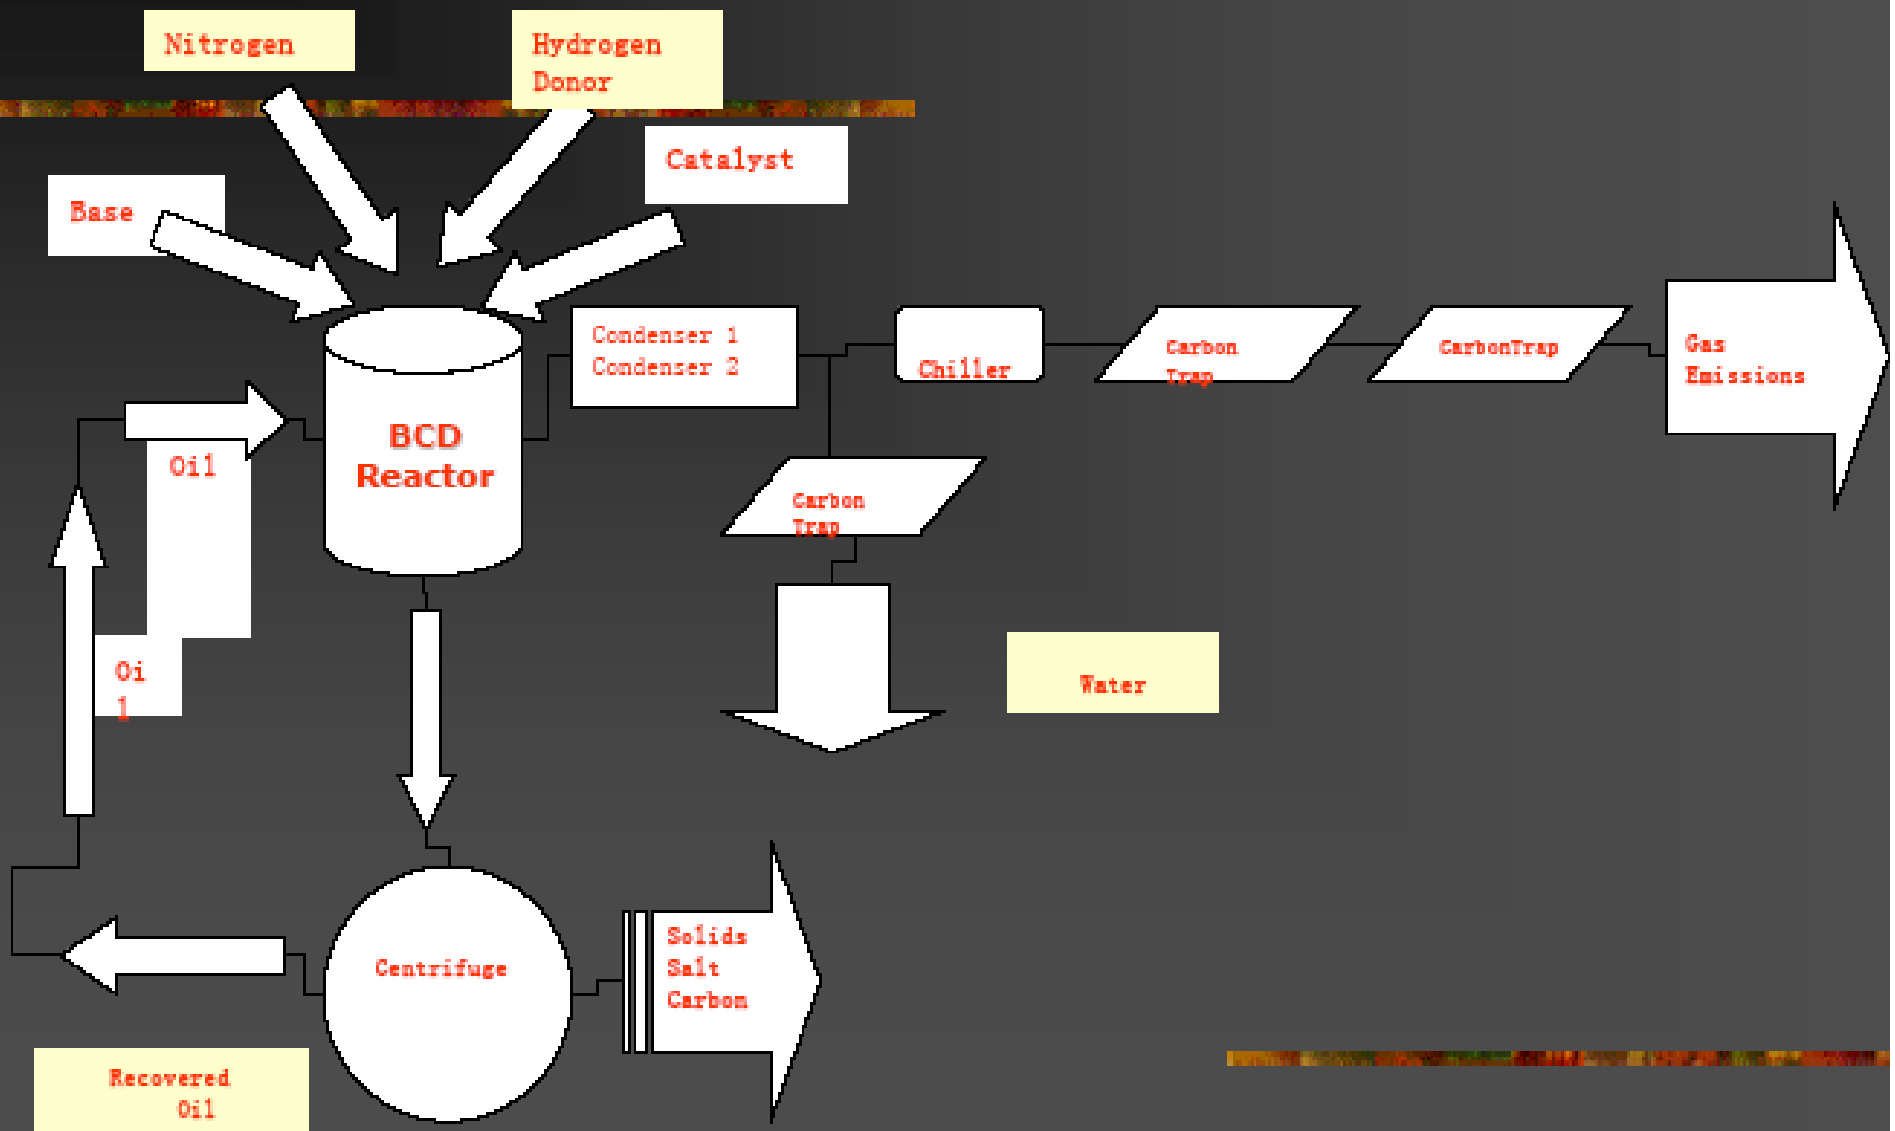 Nitrogen
Hydrogen
Donor
Catalyst
Base
Condenser 1
Condenser 2
Chiller
Carbon
Trap
CarbonTrap
Gas
Emissions
BCD
Reactor
Oil
Carbon
Trap
Oi
l
Water
Solids
Salt
Carbon
Centrifuge
Recovered
Oil